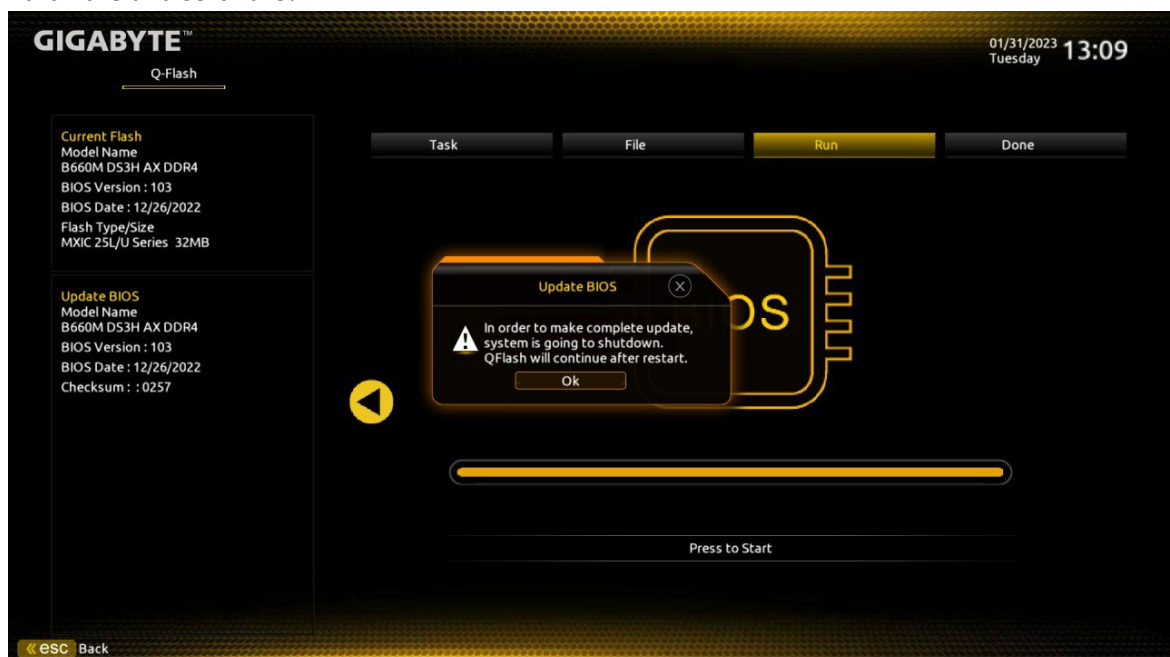 GIGABYTE™
01/31/2023
Tuesday 13:09
Q-Flash
Current Flash
Model Name
B660M DS3H AX DDR4
BIOS Version : 103
BIOS Date : 12/26/2022
Flash Type/Size
MXIC 25L/U Series 32MB
Update BIOS
Model Name
B660M DS3H AX DDR4
BIOS Version : 103
BIOS Date : 12/26/2022
Checksum : : 0257
Task File Run Done
Update BIOS
In order to make complete update,
system is going to shutdown.
QFlash will continue after restart.
Ok
BIOS
Press to Start
esc Back